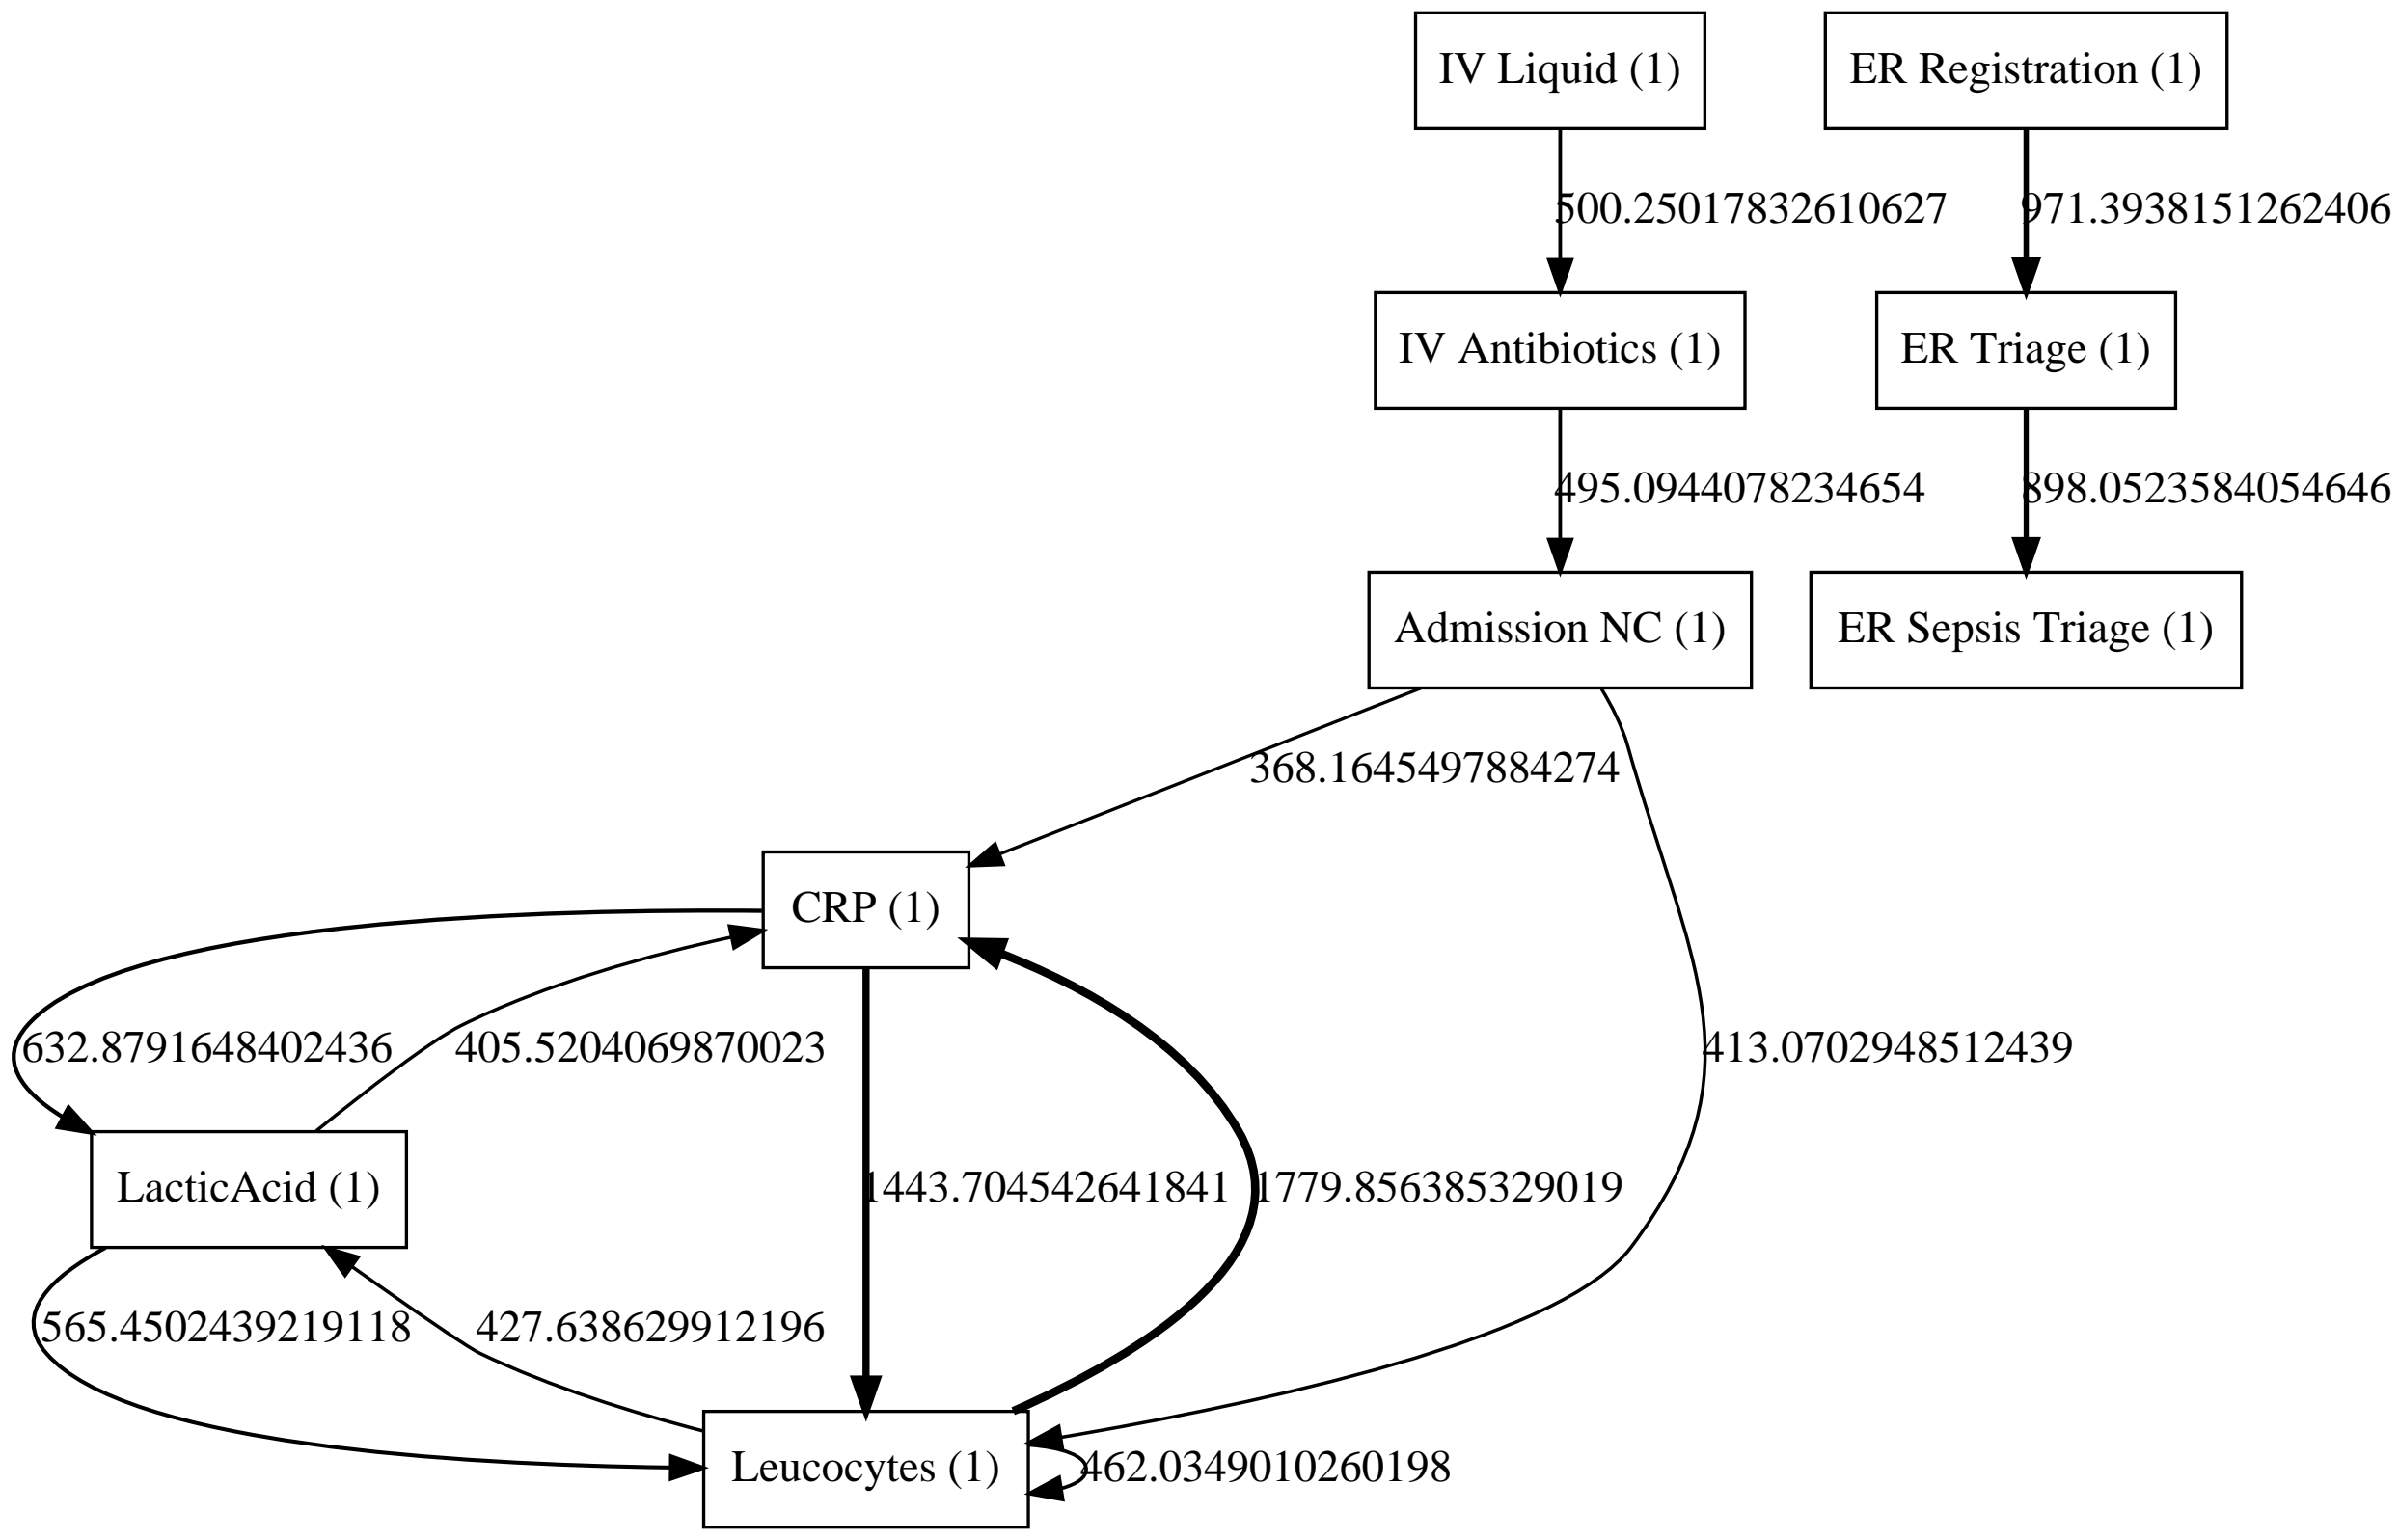 IV Liquid (1)
ER Registration (1)
500.25017832610627
971.3938151262406
IV Antibiotics (1)
ER Triage (1)
495.0944078234654
898.0523584054646
Admission NC (1)
ER Sepsis Triage (1)
368.1645497884274
CRP (1)
632.8791648402436
405.5204069870023
413.0702948512439
LacticAcid (1)
1443.704542641841
1779.856385329019
565.4502439219118
427.638629912196
Leucocytes (1)
462.0349010260198